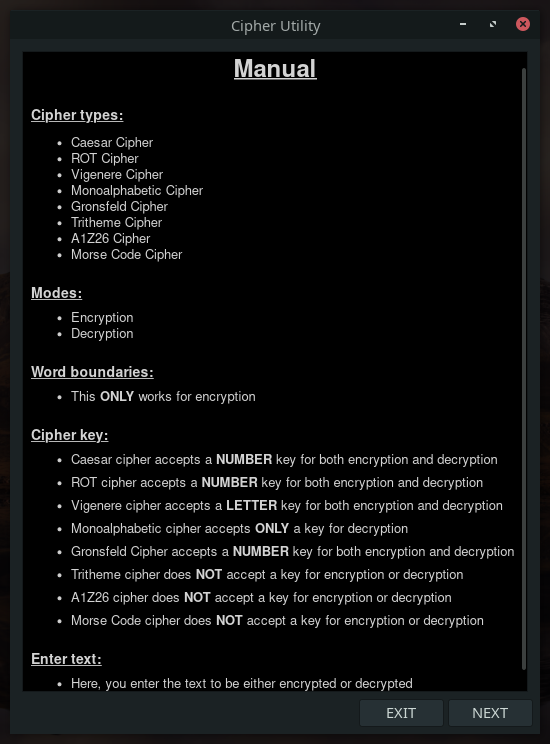 Cipher Utility
Manual
Cipher types:
• Caesar Cipher
• ROT Cipher
• Vigenere Cipher
• Monoalphabetic Cipher
• Gronsfeld Cipher
• Tritheme Cipher
• A1Z26 Cipher
• Morse Code Cipher
Modes:
• Encryption
• Decryption
Word boundaries:
• This ONLY works for encryption
Cipher key:
• Caesar cipher accepts a NUMBER key for both encryption and decryption
• ROT cipher accepts a NUMBER key for both encryption and decryption
• Vigenere cipher accepts a LETTER key for both encryption and decryption
• Monoalphabetic cipher accepts ONLY a key for decryption
• Gronsfeld Cipher accepts a NUMBER key for both encryption and decryption
• Tritheme cipher does NOT accept a key for encryption or decryption
• A1Z26 cipher does NOT accept a key for encryption or decryption
• Morse Code cipher does NOT accept a key for encryption or decryption
Enter text:
• Here, you enter the text to be either encrypted or decrypted
EXIT NEXT